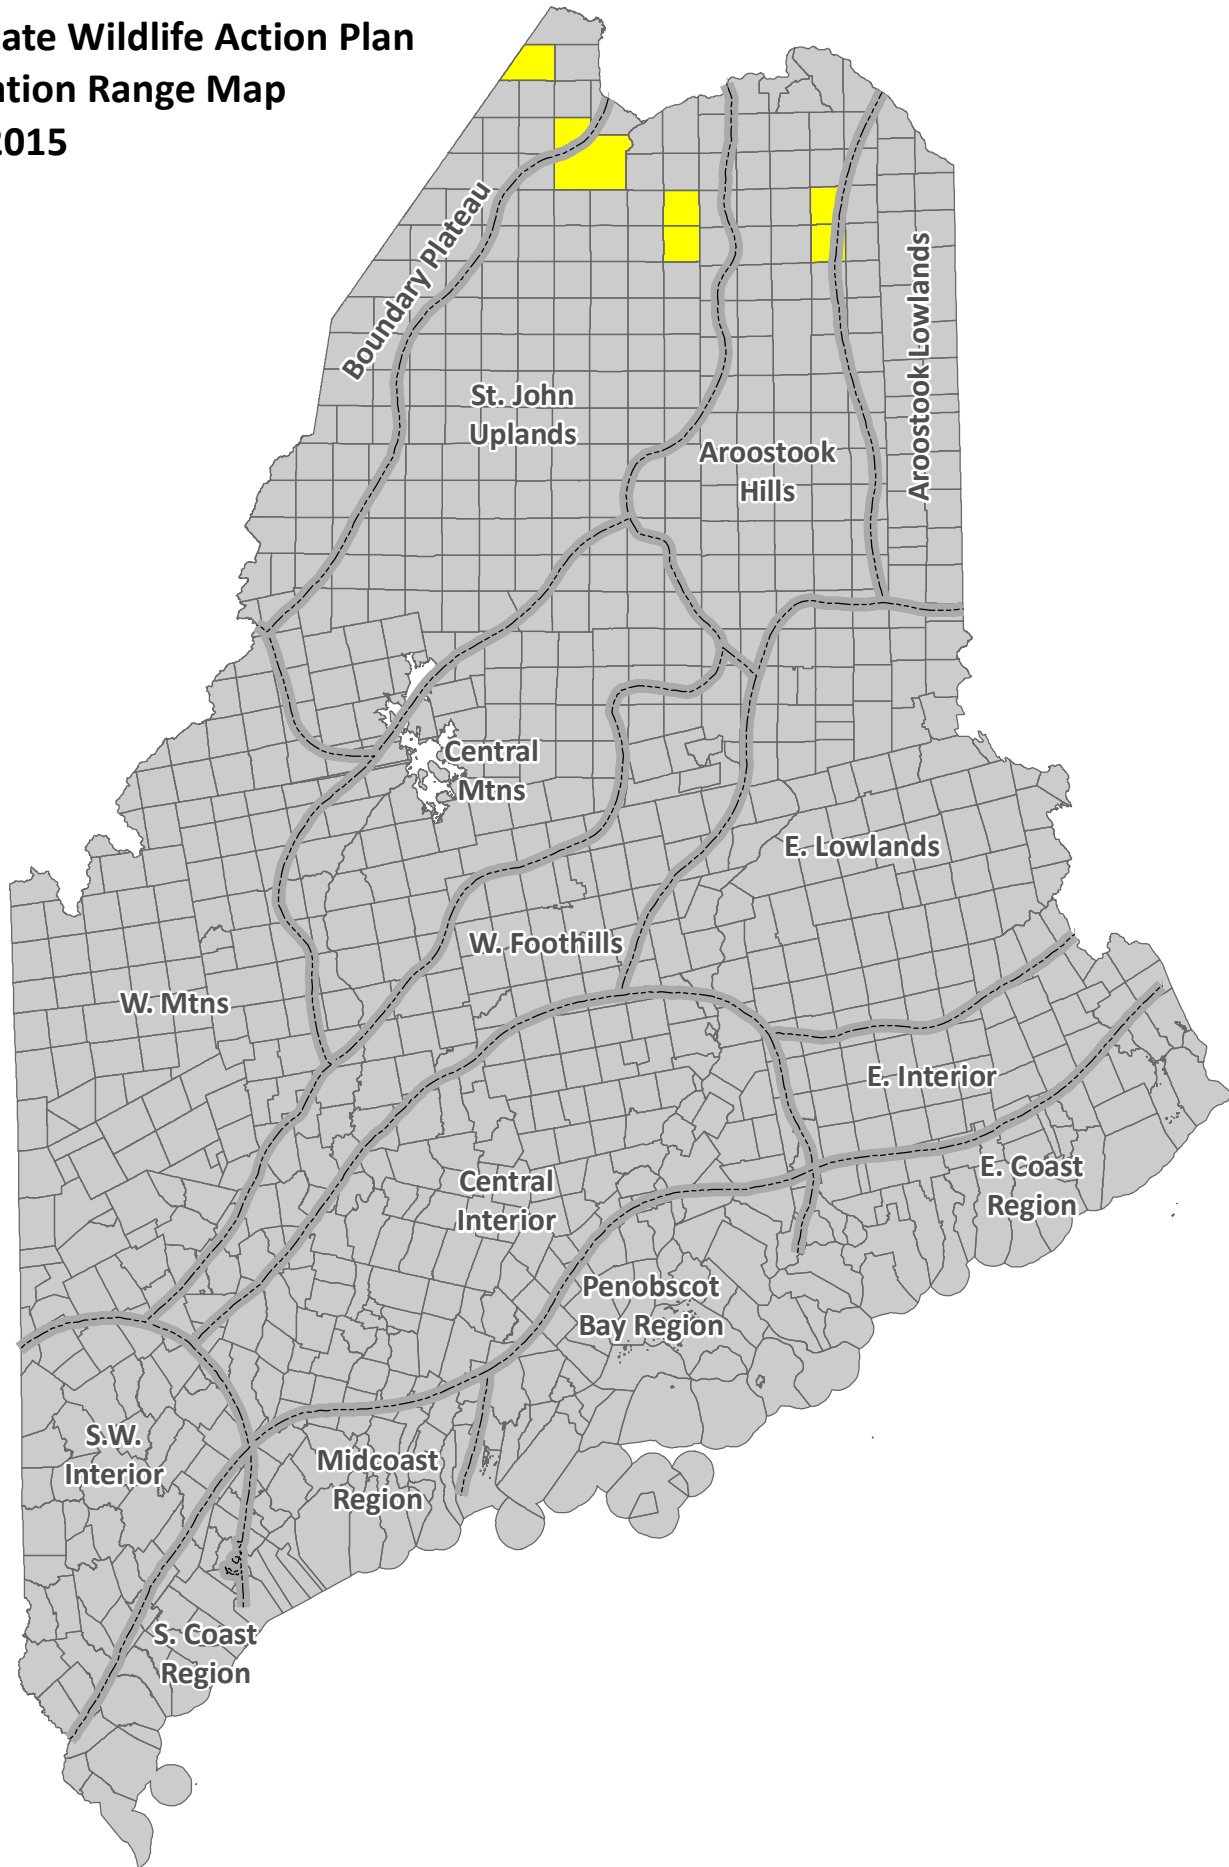 ate Wildlife Action Plan
ation Range Map
2015
Boundary Plateau
St. John
Uplands
Aroostook
Hills
Aroostook Lowlands
Central
Mtns
E. Lowlands
W. Foothills
W. Mtns
E. Interior
Central
Interior
E. Coast
Region
Penobscot
Bay Region
S.W.
Interior
Midcoast
Region
S. Coast
Region